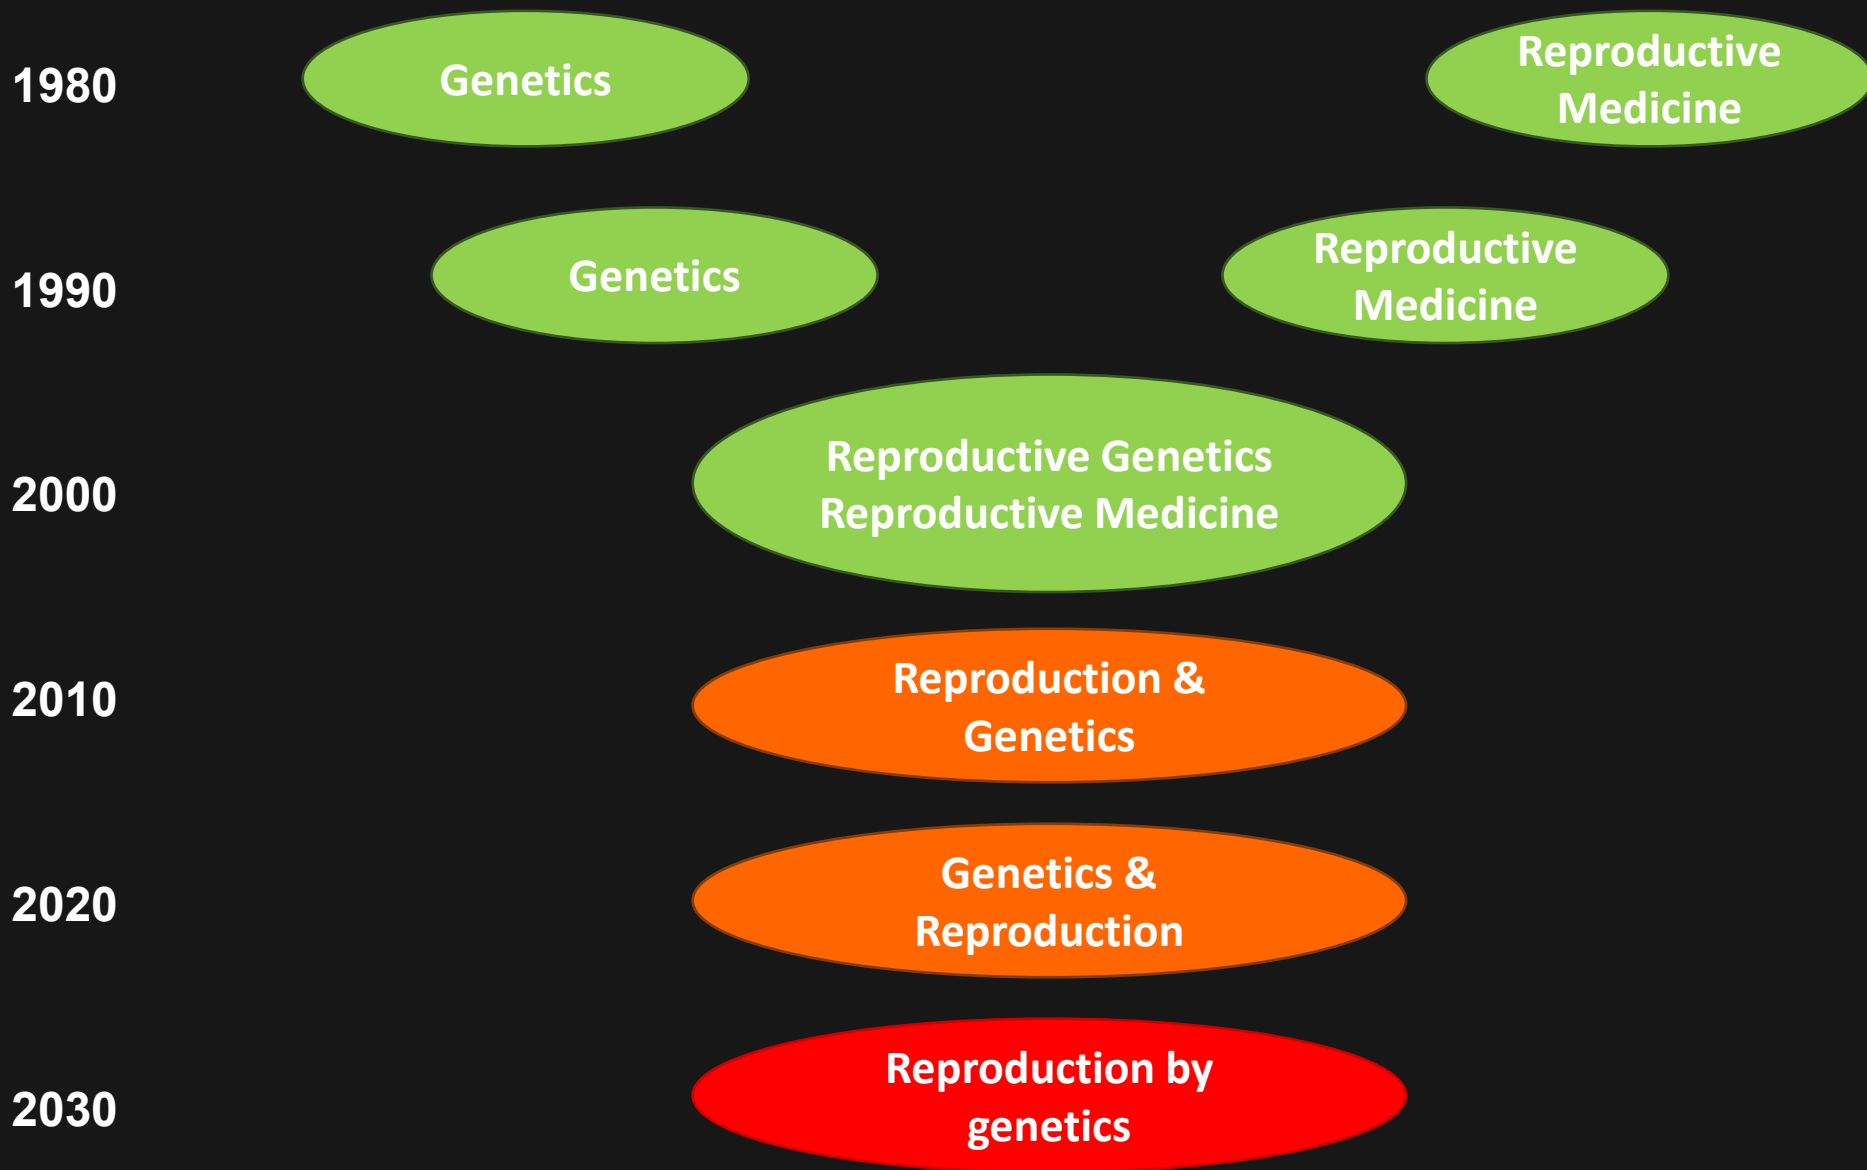 1980
Genetics
Reproductive
Medicine
1990
Genetics
Reproductive
Medicine
2000
Reproductive Genetics
Reproductive Medicine
2010
Reproduction &
Genetics
2020
Genetics &
Reproduction
2030
Reproduction by
genetics